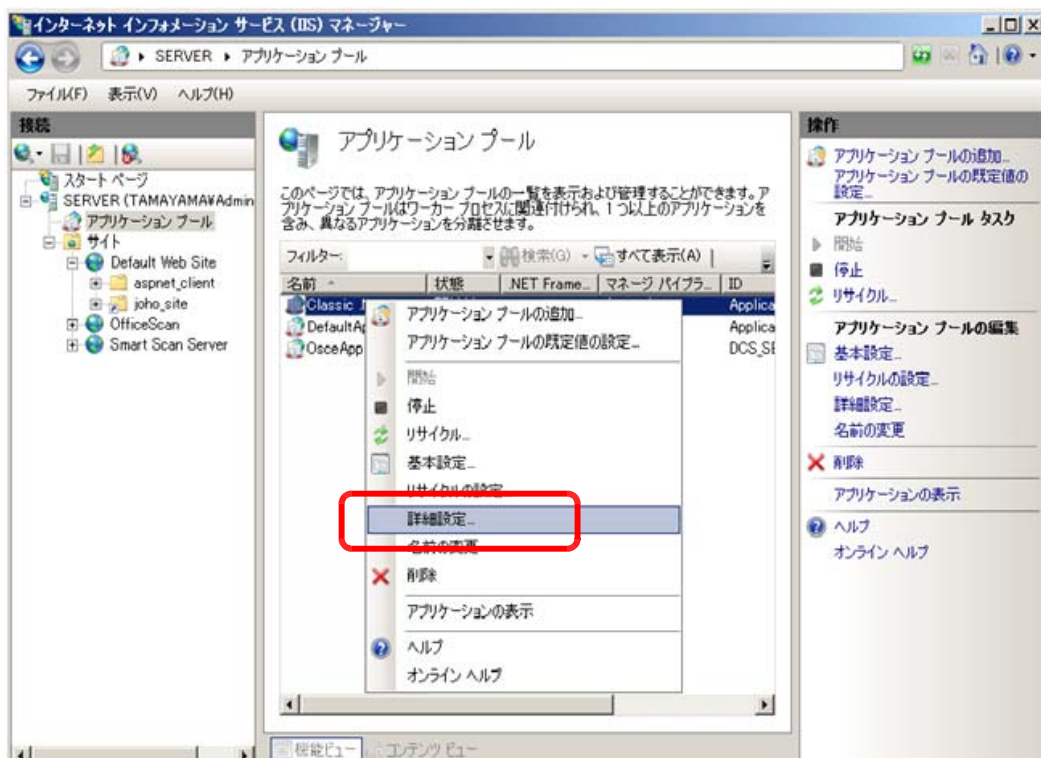 インターネット インフォメーション サービス (IIS) マネージャー
SERVER ▸ アプリケーション プール
ファイル(F) 表示(V) ヘルプ(H)
接続
スタート ページ
SERVER (TAMAYAMA¥Admin
アプリケーション プール
サイト
Default Web Site
aspnet_client
joho_site
OfficeScan
Smart Scan Server
アプリケーション プール
このページでは、アプリケーション プールの一覧を表示および管理することができます。ア
プリケーション プールはワーカー プロセスに関連付けられ、1 つ以上のアプリケーションを
含み、異なるアプリケーションを分離させます。
フィルター: 検索(G) すべて表示(A)
名前 状態 .NET Frame... マネージ パイプラ... ID
Classic Applica
DefaultAp Applica
OsceApp DCS_SE
アプリケーション プールの追加...
アプリケーション プールの既定値の設定...
開始
停止
リサイクル...
基本設定...
リサイクルの設定
詳細設定...
名前の変更
削除
アプリケーションの表示
ヘルプ
オンライン ヘルプ
機能ビュー コンテンツ ビュー
操作
アプリケーション プールの追加...
アプリケーション プールの既定値の
設定...
アプリケーション プール タスク
開始
停止
リサイクル...
アプリケーション プールの編集
基本設定...
リサイクルの設定...
詳細設定...
名前の変更
削除
アプリケーションの表示
ヘルプ
オンライン ヘルプ